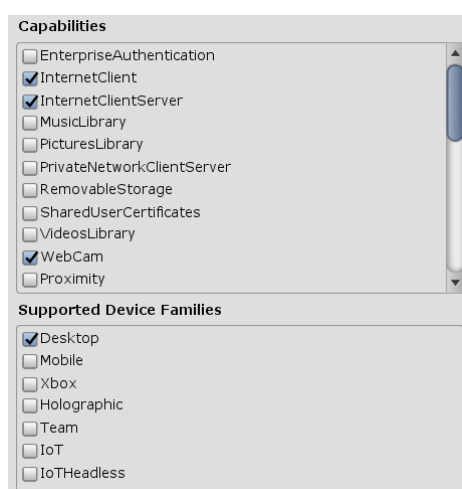 Capabilities
EnterpriseAuthentication
InternetClient
InternetClientServer
MusicLibrary
PicturesLibrary
PrivateNetworkClientServer
RemovableStorage
SharedUserCertificates
VideosLibrary
WebCam
Proximity
Supported Device Families
Desktop
Mobile
Xbox
Holographic
Team
IoT
IoTHeadless